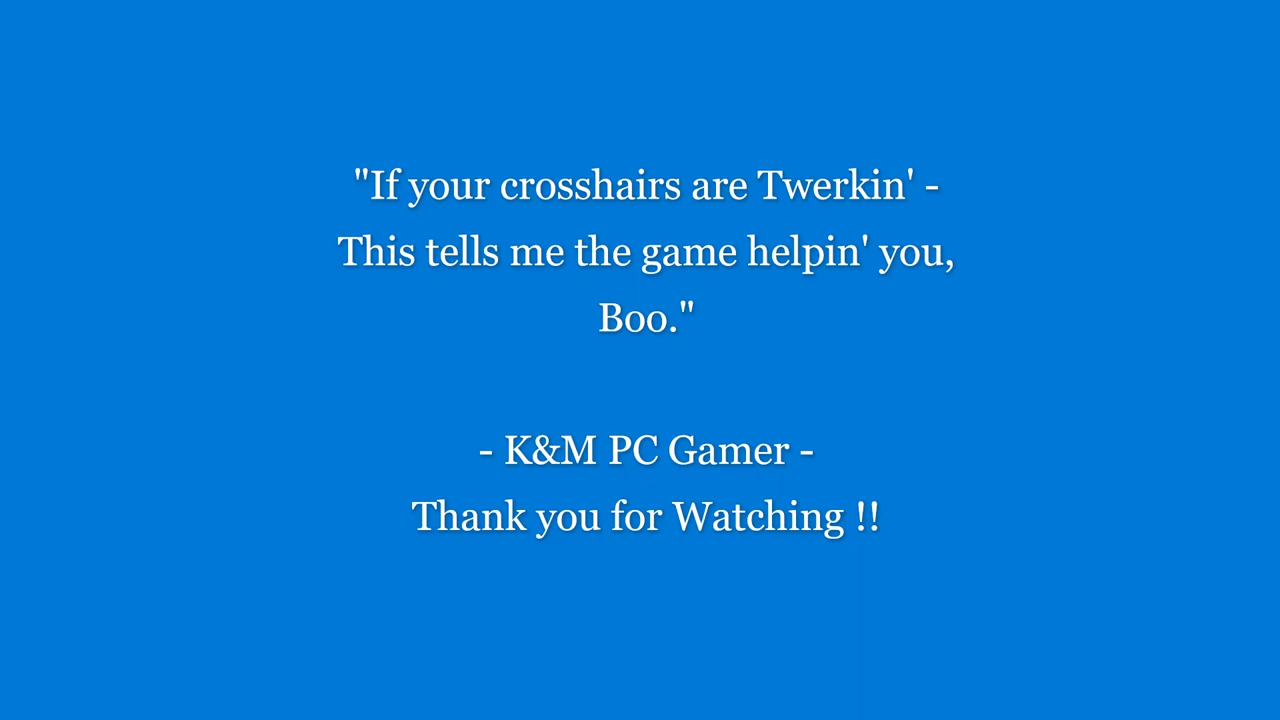 "If your crosshairs are Twerkin' -
This tells me the game helpin' you,
Boo."
- K&M PC Gamer -
Thank you for Watching !!